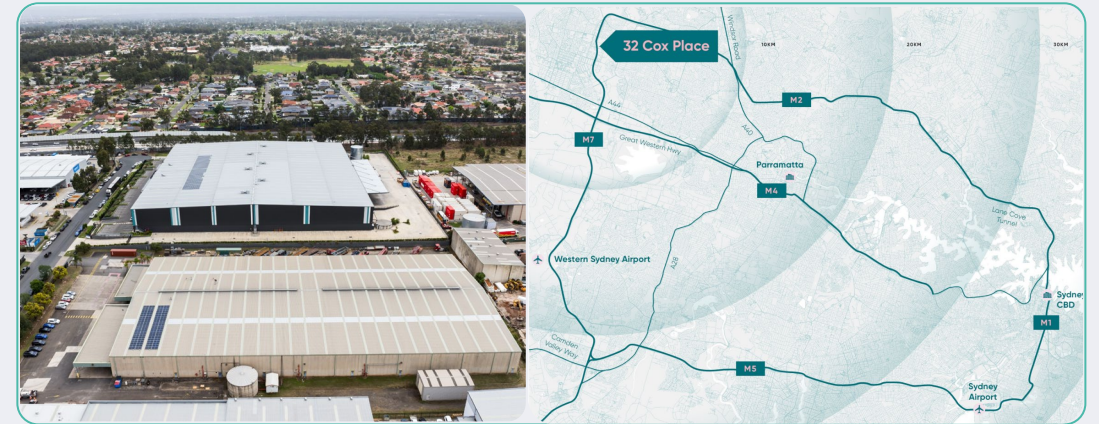 32 Cox Place
Windsor Road
10KM
20KM
30KM
M2
A44
A40
M7
Great Western Hwy
Parramatta
M4
Lane Cove
Tunnel
Western Sydney Airport
A28
Sydney
CBD
M1
Camden
Valley Way
M5
Sydney
Airport